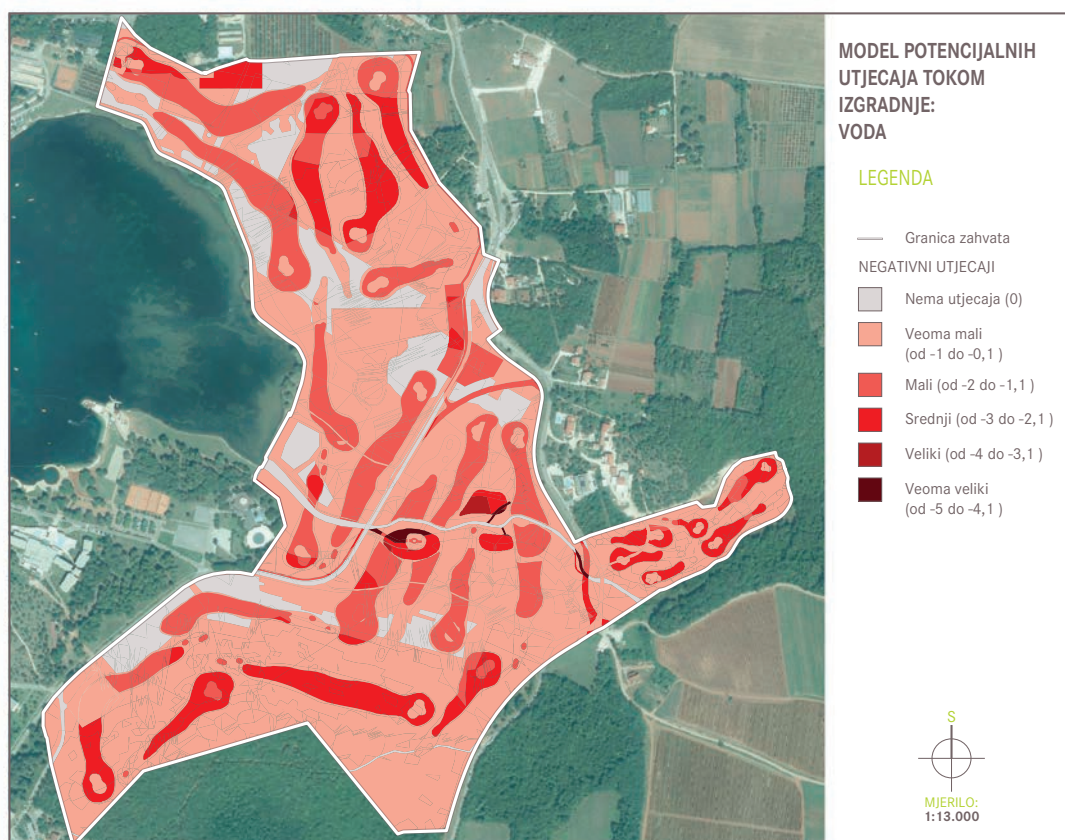 MODEL POTENCIJALNIH
UTJECAJA TOKOM
IZGRADNJE:
VODA
LEGENDA
Granica zahvata
NEGATIVNI UTJECAJI
Nema utjecaja (0)
Veoma mali
(od -1 do -0,1 )
Mali (od -2 do -1,1 )
Srednji (od -3 do -2,1 )
Veliki (od -4 do -3,1 )
Veoma veliki
(od -5 do -4,1 )
S
MJERILO:
1:13.000